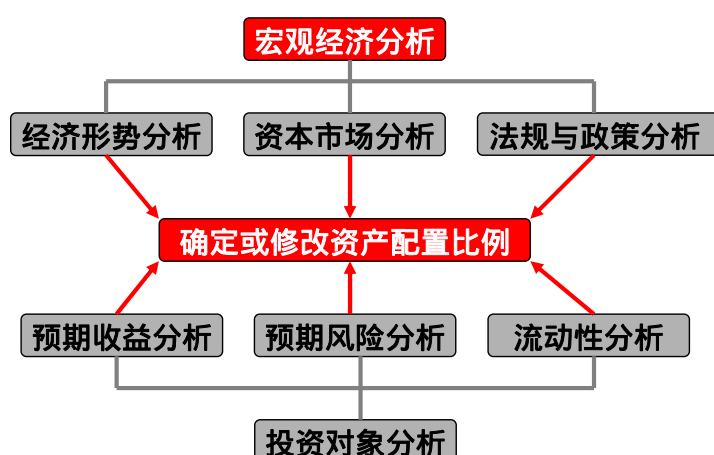 宏观经济分析
经济形势分析
资本市场分析
法规与政策分析
确定或修改资产配置比例
预期收益分析
预期风险分析
流动性分析
投资对象分析